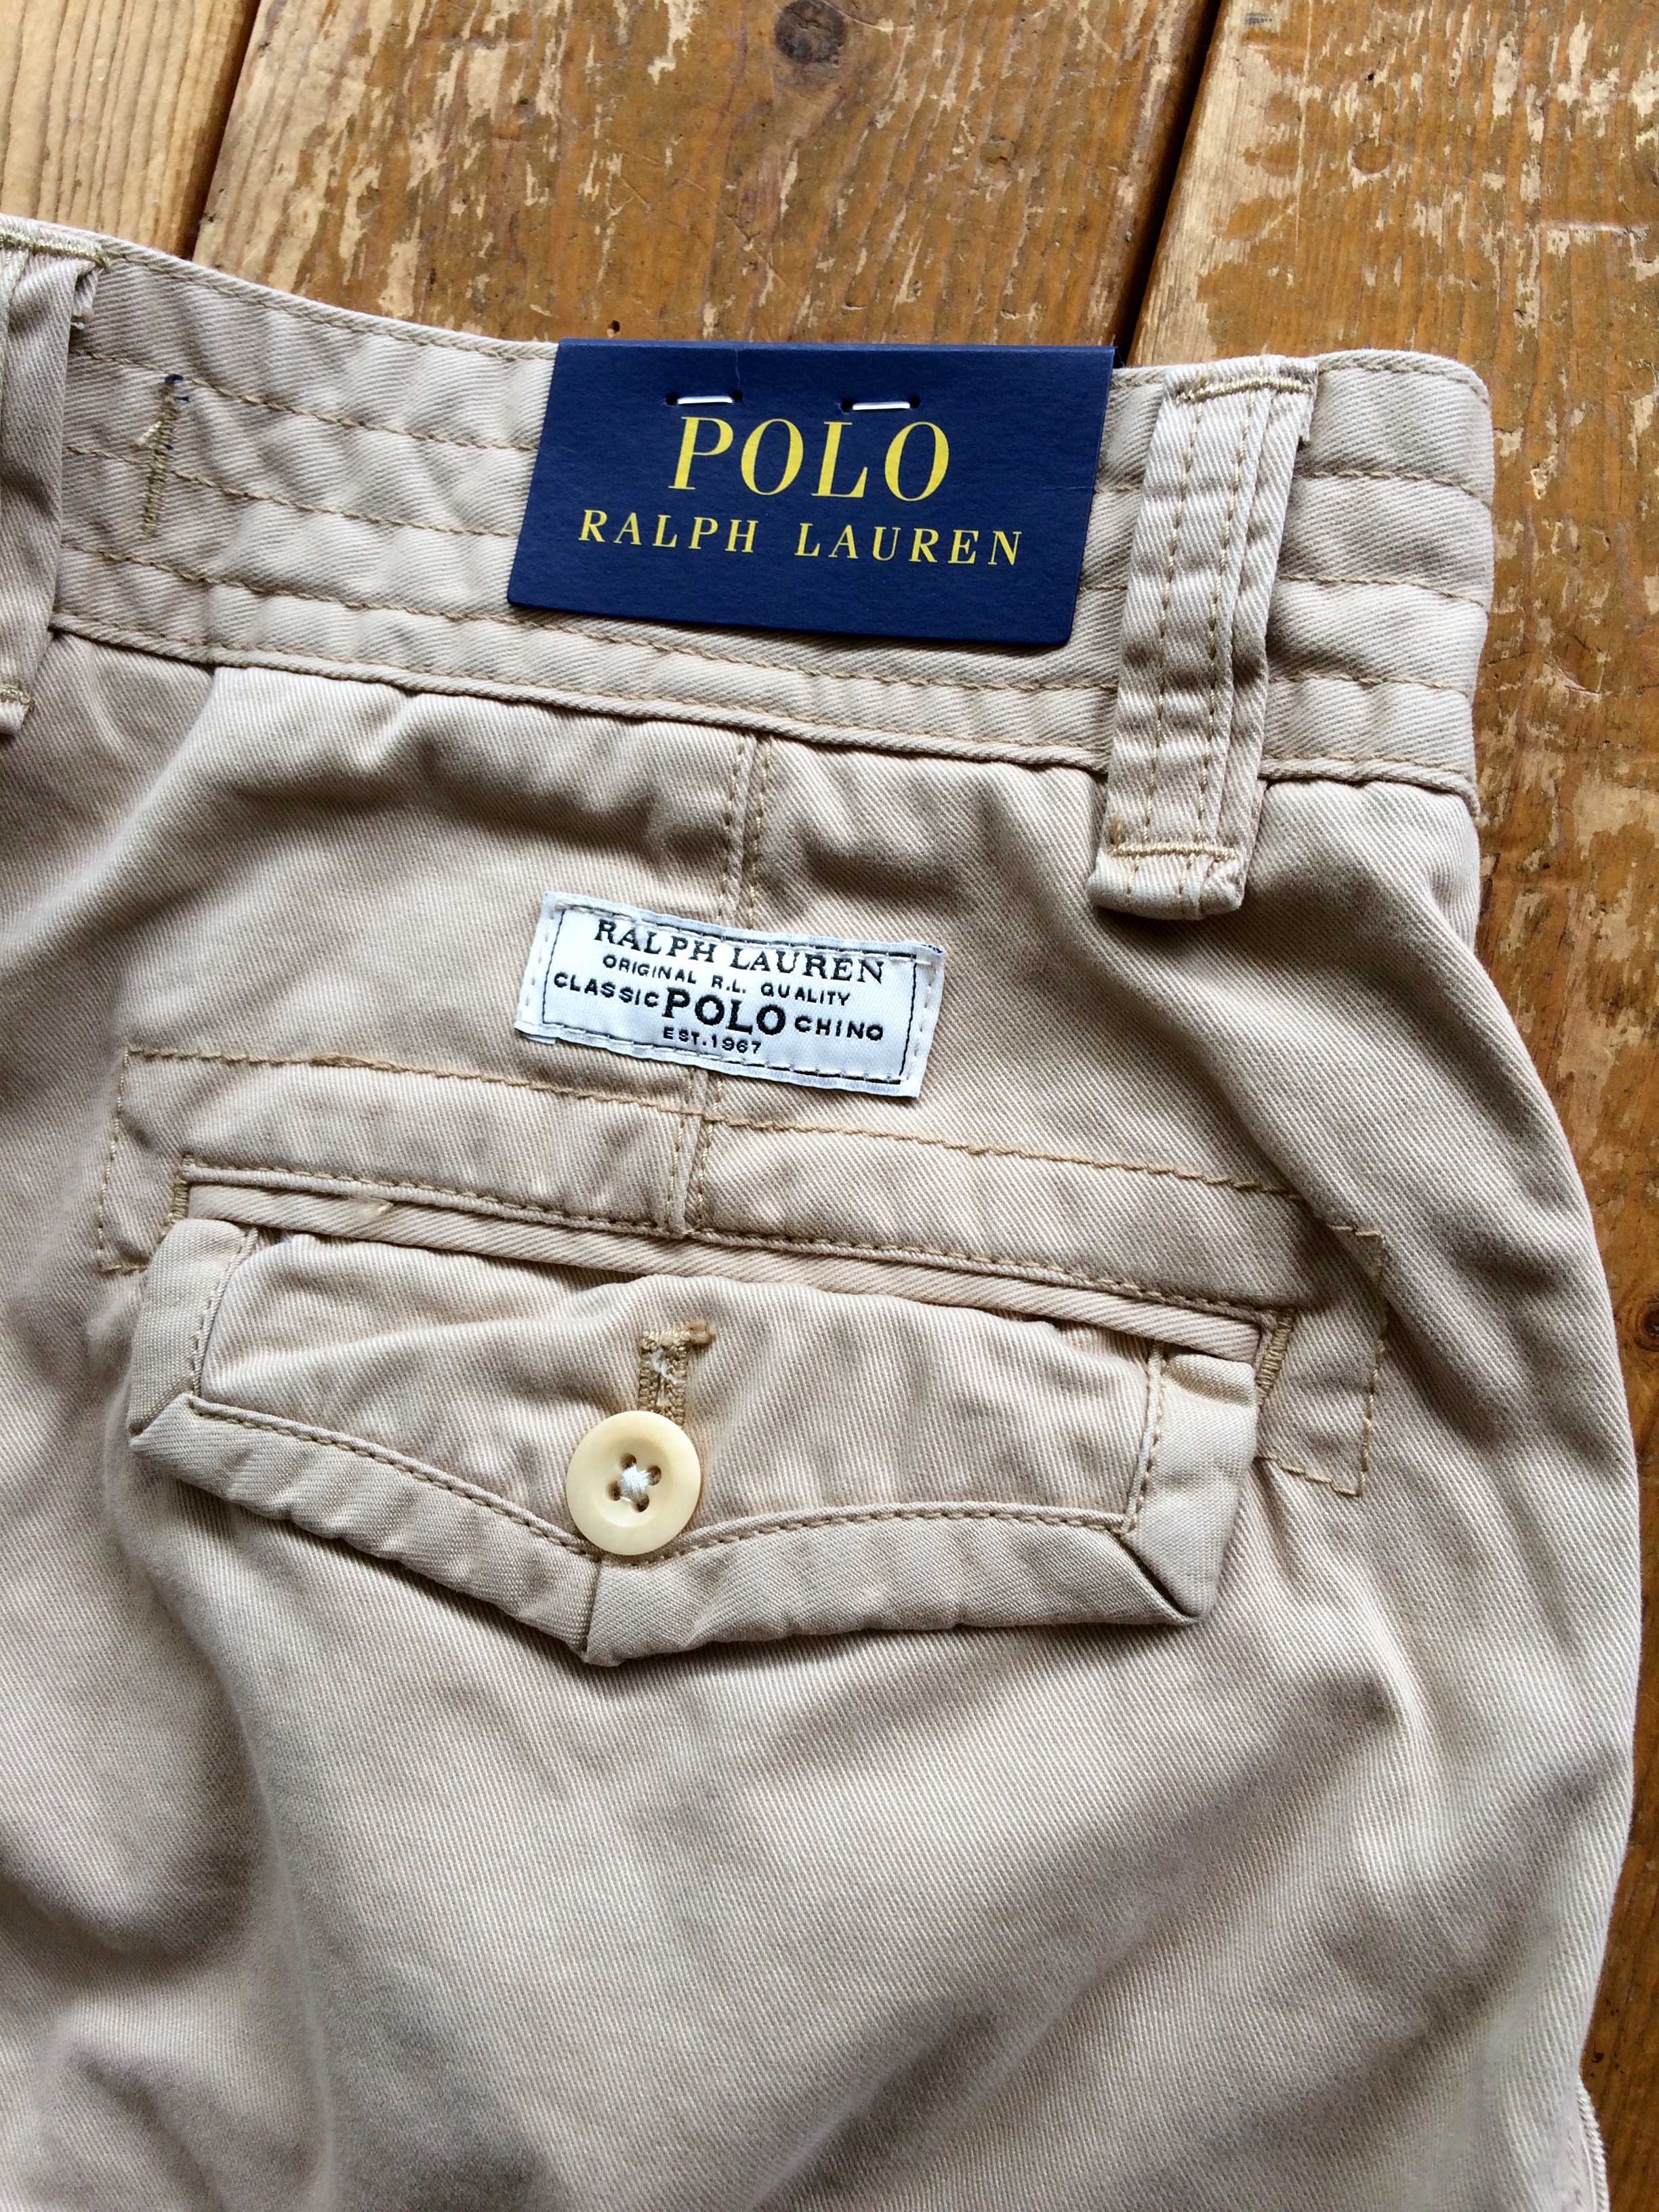 POLO
RALPH LAUREN
RALPH LAUREN
ORIGINAL R.L. QUALITY
CLASSIC POLO CHINO
EST. 1967